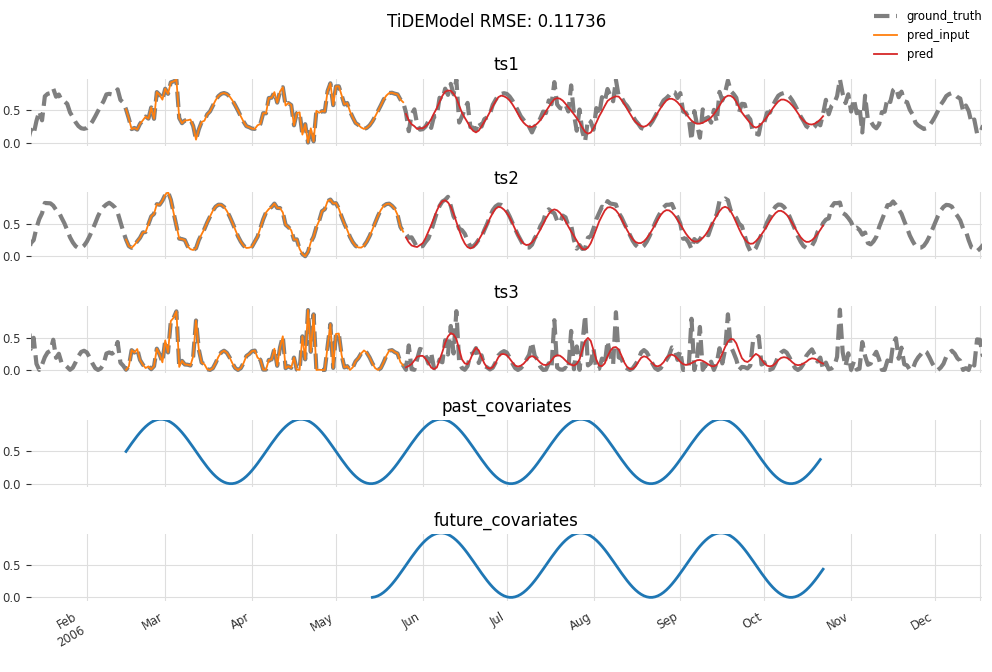 TiDEModel RMSE: 0.11736
ground_truth
pred_input
pred
ts1
0.5
0.0
ts2
0.5
0.0
ts3
0.5
0.0
past_covariates
0.5
0.0
future_covariates
0.5
0.0
Feb Mar Apr May Jun Jul Aug Sep Oct Nov Dec
2006